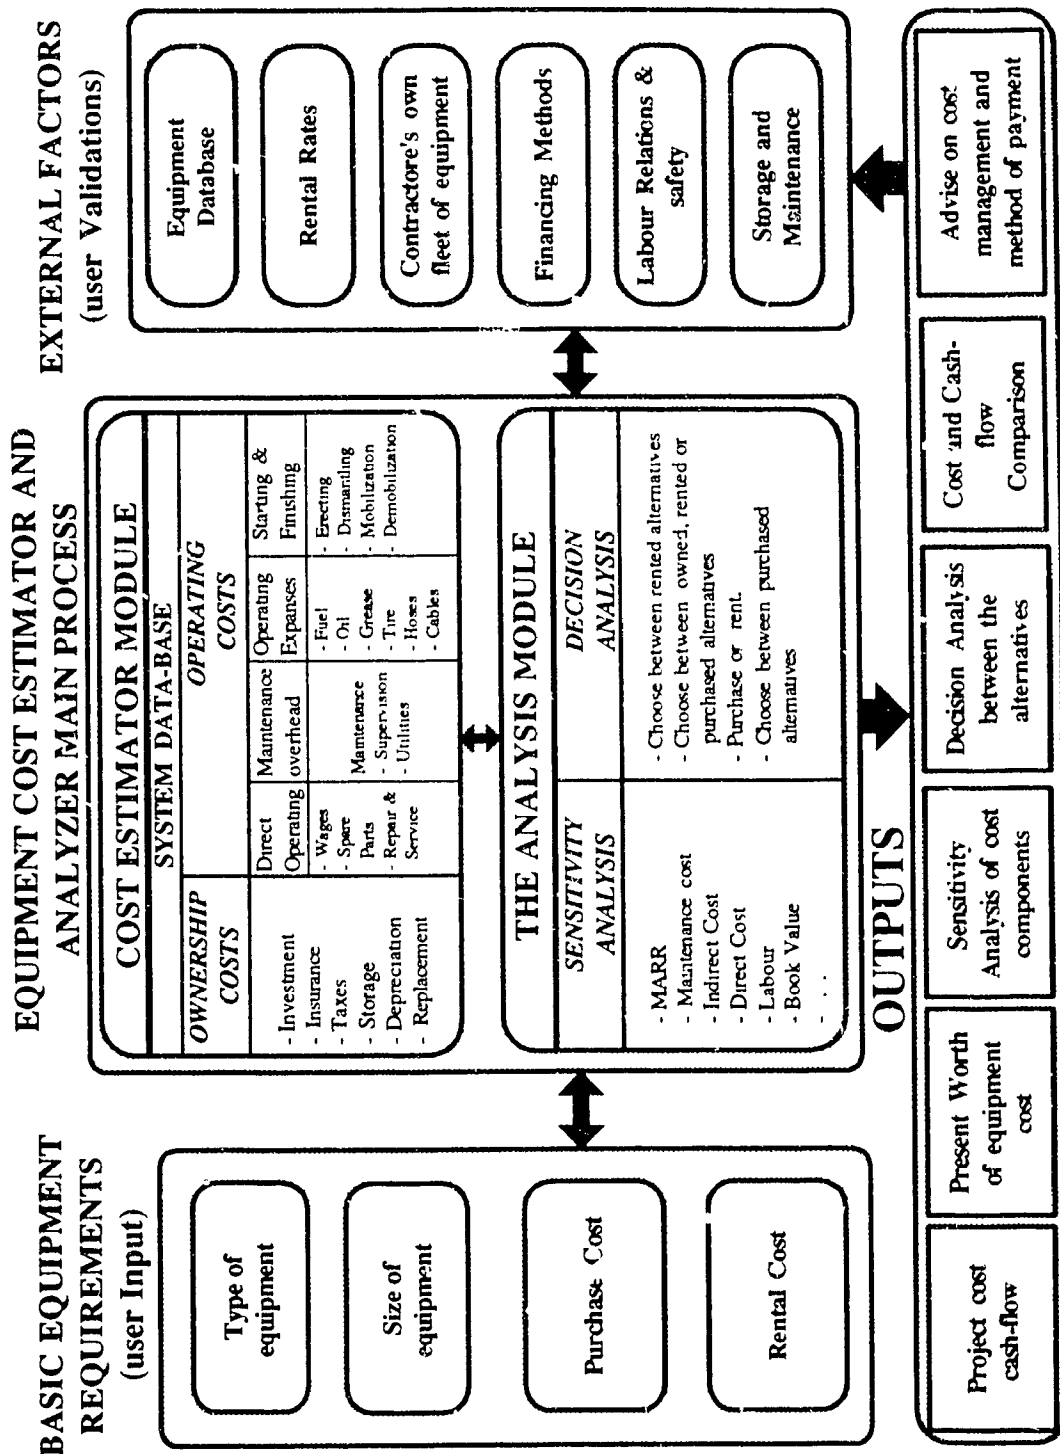 BASIC EQUIPMENT
REQUIREMENTS
(user Input)
Type of
equipment
Size of
equipment
Purchase Cost
Rental Cost
EQUIPMENT COST ESTIMATOR AND
ANALYZER MAIN PROCESS
COST ESTIMATOR MODULE
SYSTEM DATA-BASE
OWNERSHIP
COSTS
- Investment
- Insurance
- Taxes
- Storage
- Depreciation
- Replacement
OPERATING
COSTS
Direct
Operating
- Wages
- Spare
Parts
- Repair &
Service
Maintenance
overhead
Maintenance
- Supervision
- Utilities
Operating
Expanses
- Fuel
- Oil
- Grease
- Tire
- Hoses
- Cables
Starting &
Finishing
- Erecting
- Dismantling
- Mobilization
- Demobilization
THE ANALYSIS MODULE
SENSITIVITY
ANALYSIS
- MARR
- Maintenance cost
- Indirect Cost
- Direct Cost
- Labour
- Book Value
- . . .
DECISION
ANALYSIS
- Choose between rented alternatives
- Choose between owned, rented or
purchased alternatives
- Purchase or rent.
- Choose between purchased
alternatives
EXTERNAL FACTORS
(user Validations)
Equipment
Database
Rental Rates
Contractore's own
fleet of equipment
Financing Methods
Labour Relations &
safety
Storage and
Maintenance
OUTPUTS
Project cost
cash-flow
Present Worth
of equipment
cost
Sensitivity
Analysis of cost
components
Decision Analysis
between the
alternatives
Cost and Cash-
flow
Comparison
Advise on cost
management and
method of payment